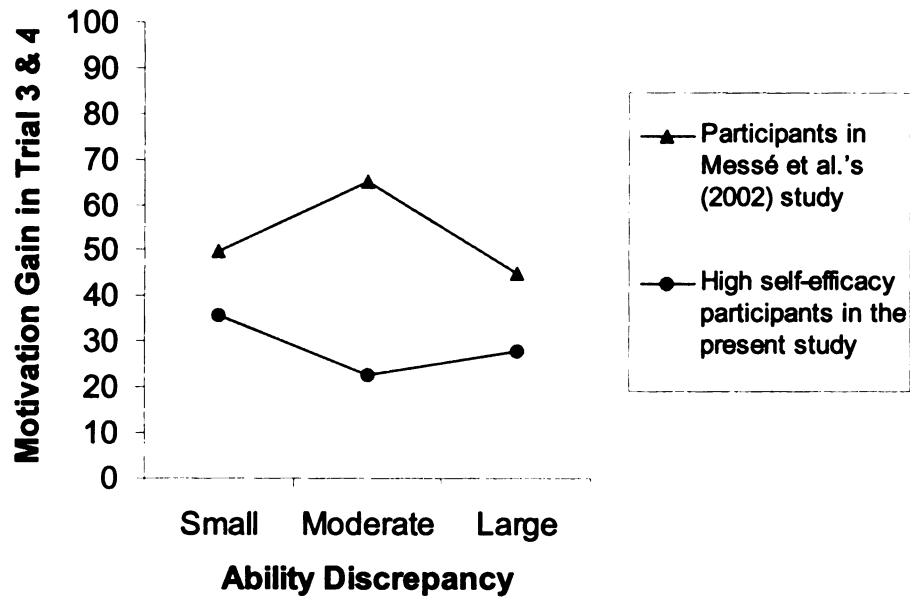 Motivation Gain in Trial 3 & 4
100
90
80
70
60
50
40
30
20
10
0
Small Moderate Large
Ability Discrepancy
Participants in
Messé et al.'s
(2002) study
High self-efficacy
participants in the
present study